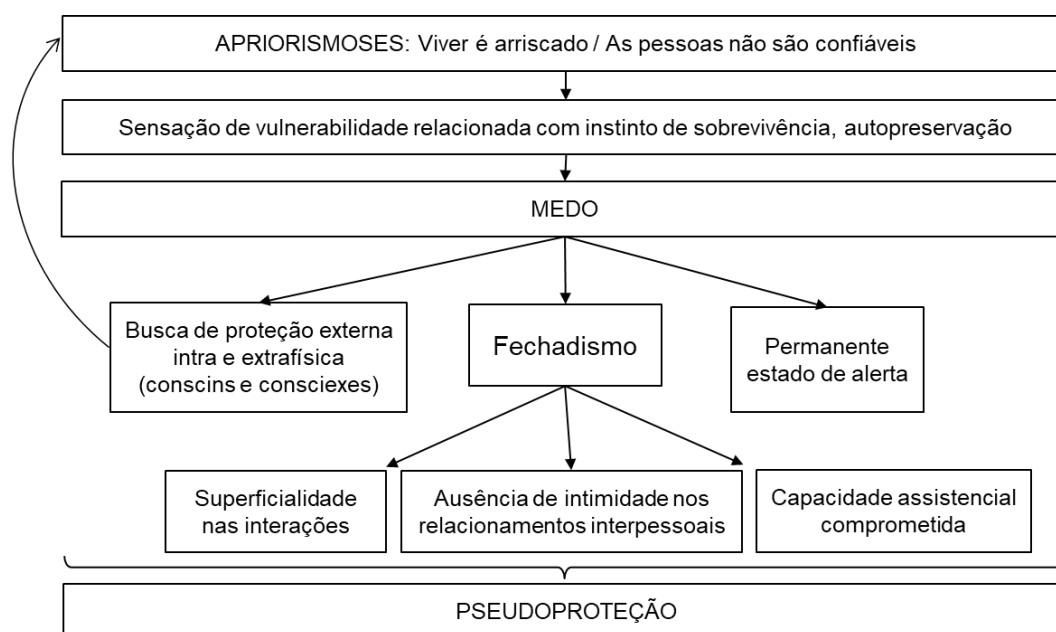 APRIORISMOSES: Viver é arriscado / As pessoas não são confiáveis
Sensação de vulnerabilidade relacionada com instinto de sobrevivência, autopreservação
MEDO
Busca de proteção externa
intra e extrafísica
(conscins e consciexes)
Fechadismo
Permanente
estado de alerta
Superficialidade
nas interações
Ausência de intimidade nos
relacionamentos interpessoais
Capacidade assistencial
comprometida
PSEUDOPROTEÇÃO